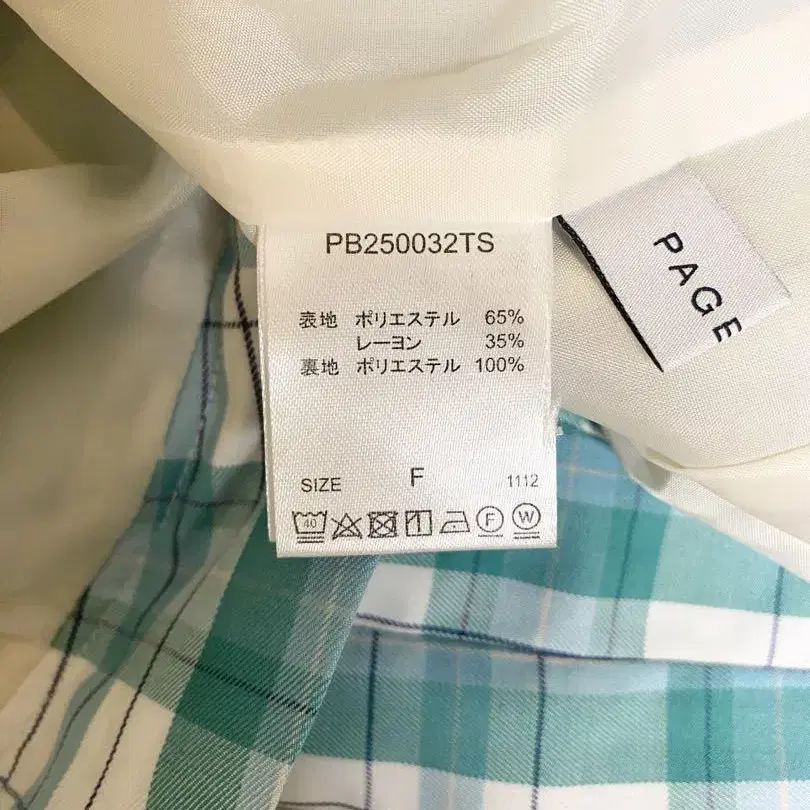 PB250032TS
表地 ポリエステル 65%
レーヨン 35%
裏地 ポリエステル 100%
SIZE F 1112
40
F
W
PAGE